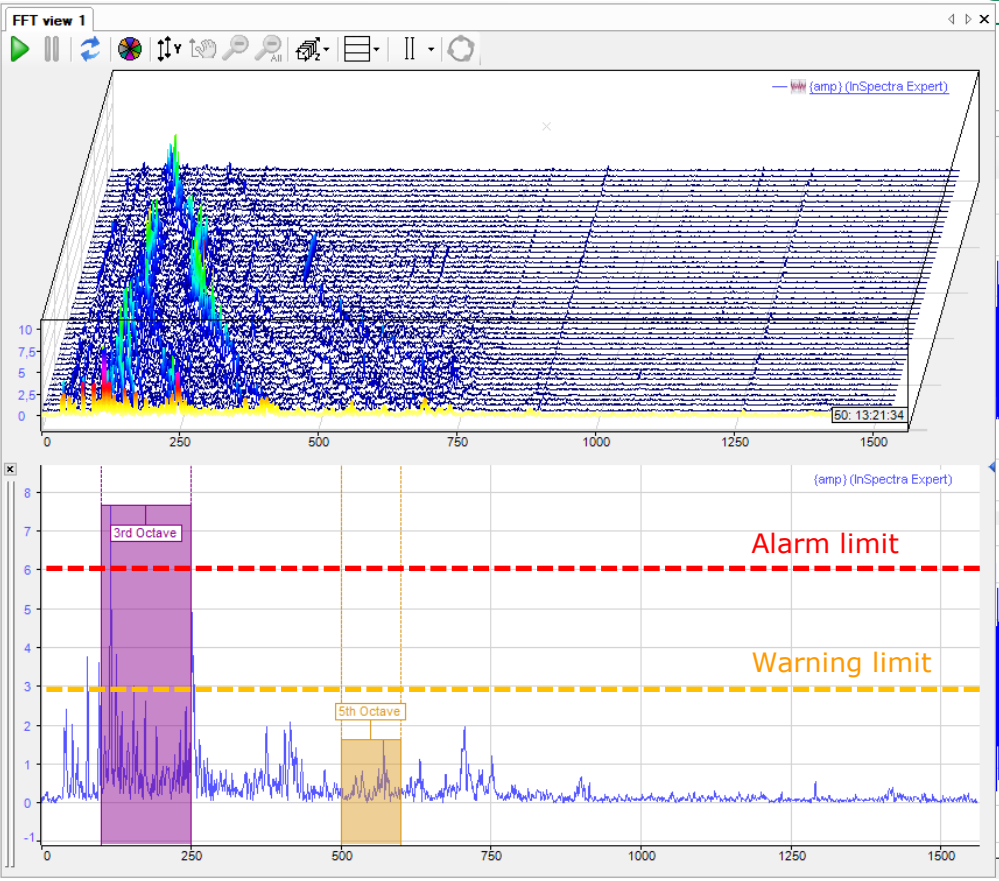 FFT view 1
Y
All
Z
{amp} (InSpectra Expert)
10
7,5
5
2,5
0
50: 13:21:34
0 250 500 750 1000 1250 1500
{amp} (InSpectra Expert)
8
7
3rd Octave
Alarm limit
6
5
4
Warning limit
3
5th Octave
2
1
0
-1
0 250 500 750 1000 1250 1500